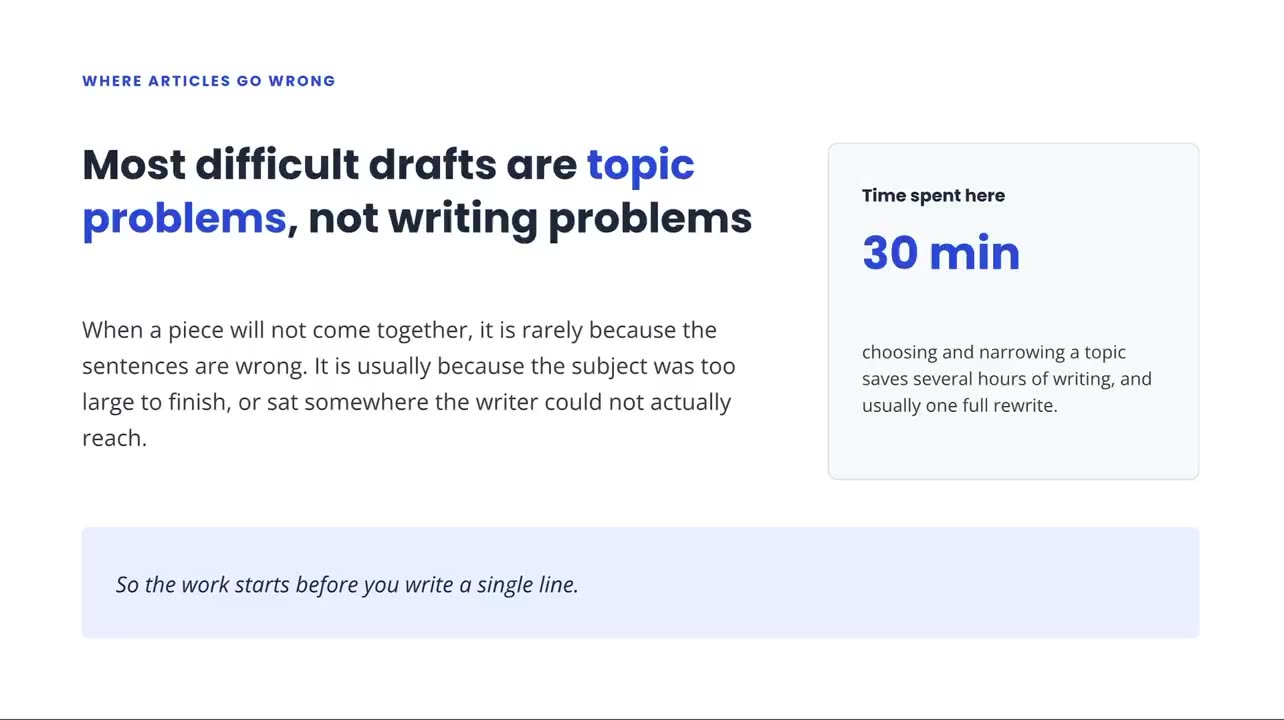 WHERE ARTICLES GO WRONG
Most difficult drafts are topic
problems, not writing problems
When a piece will not come together, it is rarely because the
sentences are wrong. It is usually because the subject was too
large to finish, or sat somewhere the writer could not actually
reach.
Time spent here
30 min
choosing and narrowing a topic
saves several hours of writing, and
usually one full rewrite.
So the work starts before you write a single line.